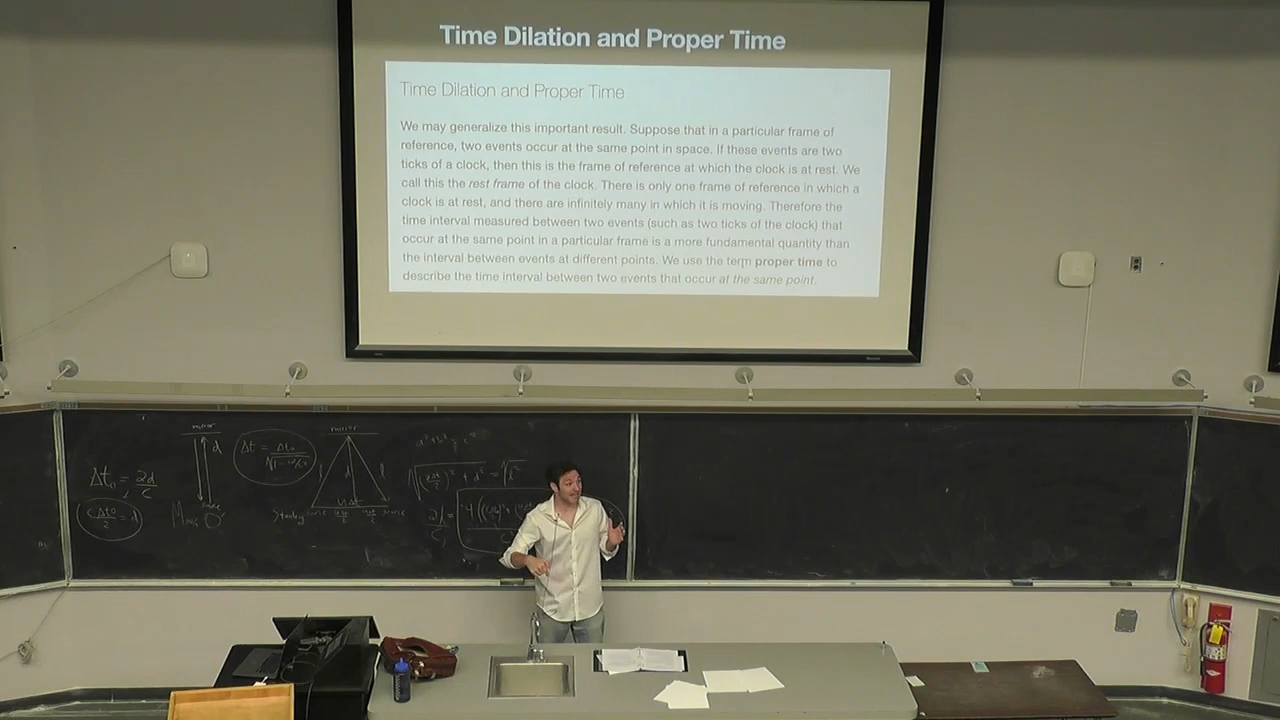 Time Dilation and Proper Time
Time Dilation and Proper Time
We may generalize this important result. Suppose that in a particular frame of
reference, two events occur at the same point in space. If these events are two
ticks of a clock, then this is the frame of reference at which the clock is at rest. We
call this the rest frame of the clock. There is only one frame of reference in which a
clock is at rest, and there are infinitely many in which it is moving. Therefore the
time interval measured between two events (such as two ticks of the clock) that
occur at the same point in a particular frame is a more fundamental quantity than
the interval between events at different points. We use the term proper time to
describe the time interval between two events that occur at the same point.
mirror
d
Δt₀ = 2d/c
cΔt₀/2 = d
mirror
l d l
a² + b² = c²